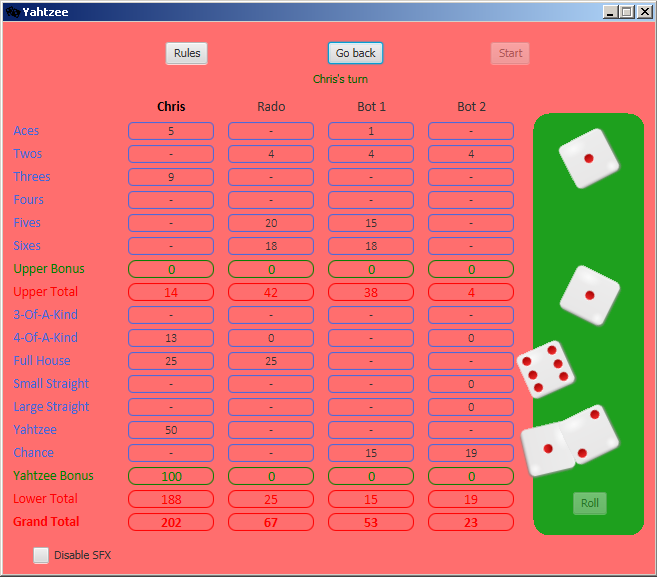 Yahtzee
Rules Go back Start
Chris's turn
Chris Rado Bot 1 Bot 2
Aces 5 - 1 -
Twos - 4 4 4
Threes 9 - - -
Fours - - - -
Fives - 20 15 -
Sixes - 18 18 -
Upper Bonus 0 0 0 0
Upper Total 14 42 38 4
3-Of-A-Kind - - - -
4-Of-A-Kind 13 0 - 0
Full House 25 25 - -
Small Straight - - - 0
Large Straight - - - 0
Yahtzee 50 - - -
Chance - - 15 19
Yahtzee Bonus 100 0 0 0
Lower Total 188 25 15 19
Grand Total 202 67 53 23
Roll
Disable SFX